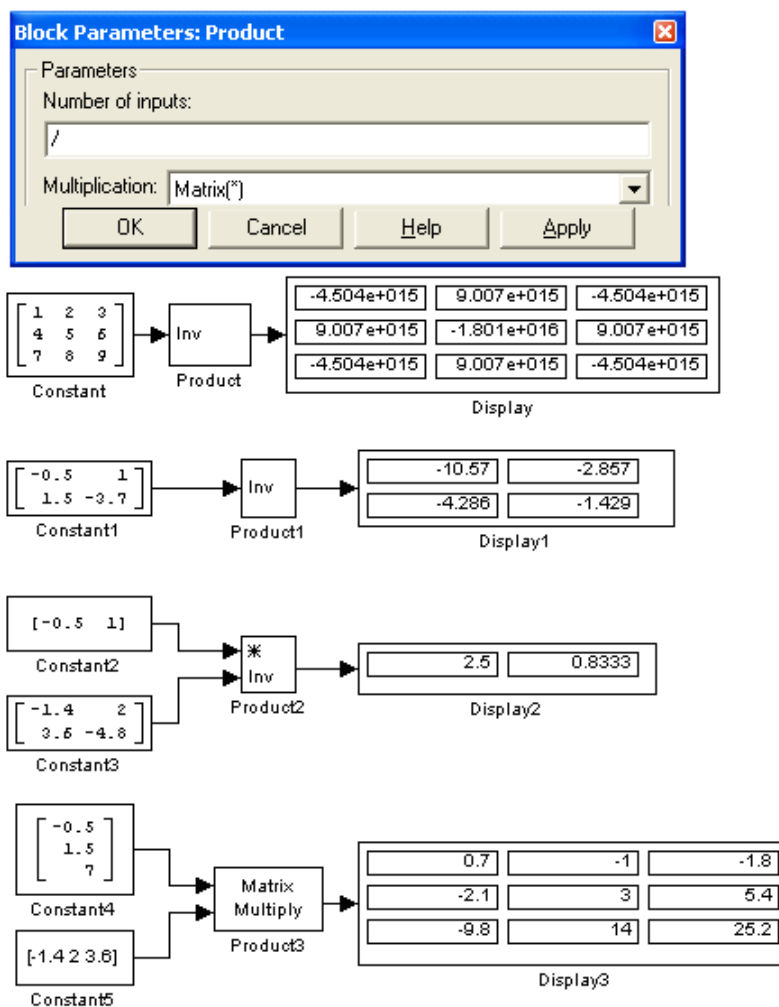 Block Parameters: Product
Parameters
Number of inputs:
/
Multiplication: Matrix(*)
OK Cancel Help Apply
1 2 3
4 5 6
7 8 9
Constant
Inv
Product
-4.504e+015 9.007e+015 -4.504e+015
9.007e+015 -1.801e+016 9.007e+015
-4.504e+015 9.007e+015 -4.504e+015
Display
-0.5 1
1.5 -3.7
Constant1
Inv
Product1
-10.57 -2.857
-4.286 -1.429
Display1
[-0.5 1]
Constant2
-1.4 2
3.6 -4.8
Constant3
*
Inv
Product2
2.5 0.8333
Display2
-0.5
1.5
7
Constant4
[-1.4 2 3.6]
Constant5
Matrix
Multiply
Product3
0.7 -1 -1.8
-2.1 3 5.4
-9.8 14 25.2
Display3